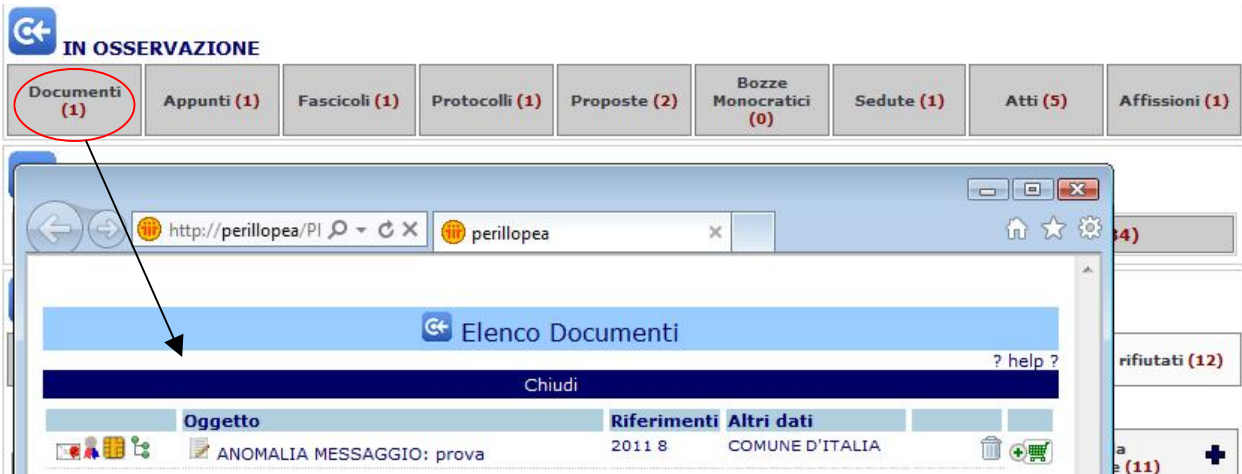 IN OSSERVAZIONE
Documenti
(1)
Appunti (1)
Fascicoli (1)
Protocolli (1)
Proposte (2)
Bozze
Monocratici
(0)
Sedute (1)
Atti (5)
Affissioni (1)
http://perillopea/Pl
perillopea
34)
Elenco Documenti
? help ?
rifiutati (12)
Chiudi
Oggetto
Riferimenti
Altri dati
ANOMALIA MESSAGGIO: prova
2011 8
COMUNE D'ITALIA
a
e (11)